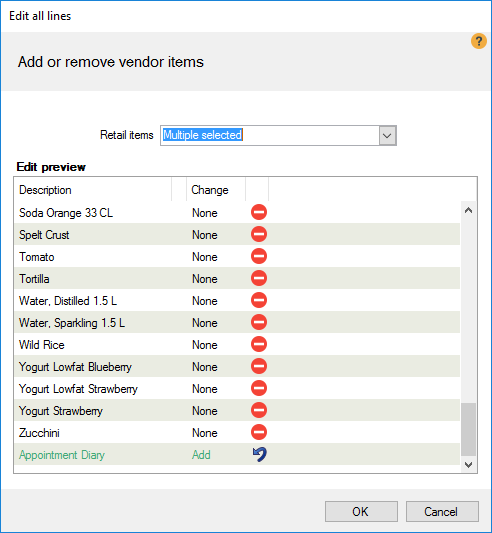 Edit all lines
?
Add or remove vendor items
Retail items Multiple selected
Edit preview
Description Change
Soda Orange 33 CL None
Spelt Crust None
Tomato None
Tortilla None
Water, Distilled 1.5 L None
Water, Sparkling 1.5 L None
Wild Rice None
Yogurt Lowfat Blueberry None
Yogurt Lowfat Strawberry None
Yogurt Strawberry None
Zucchini None
Appointment Diary Add
OK Cancel